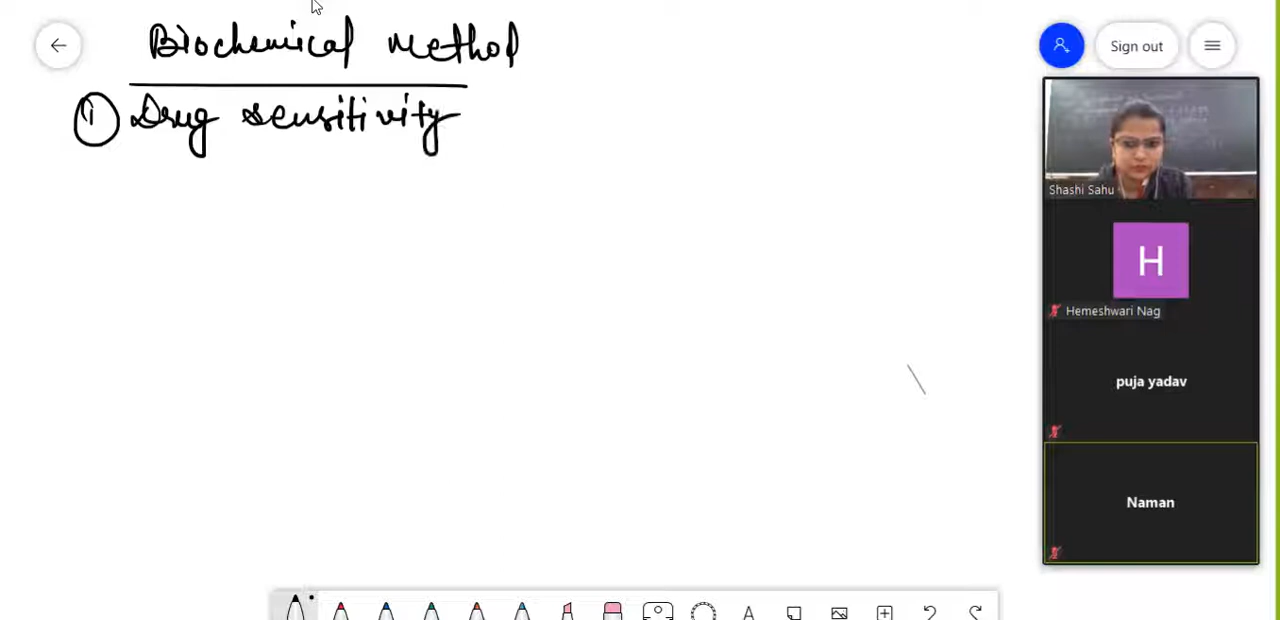 Biochemical Method
① Drug sensitivity
Sign out
Shashi Sahu
H
Hemeshwari Nag
puja yadav
Naman
A